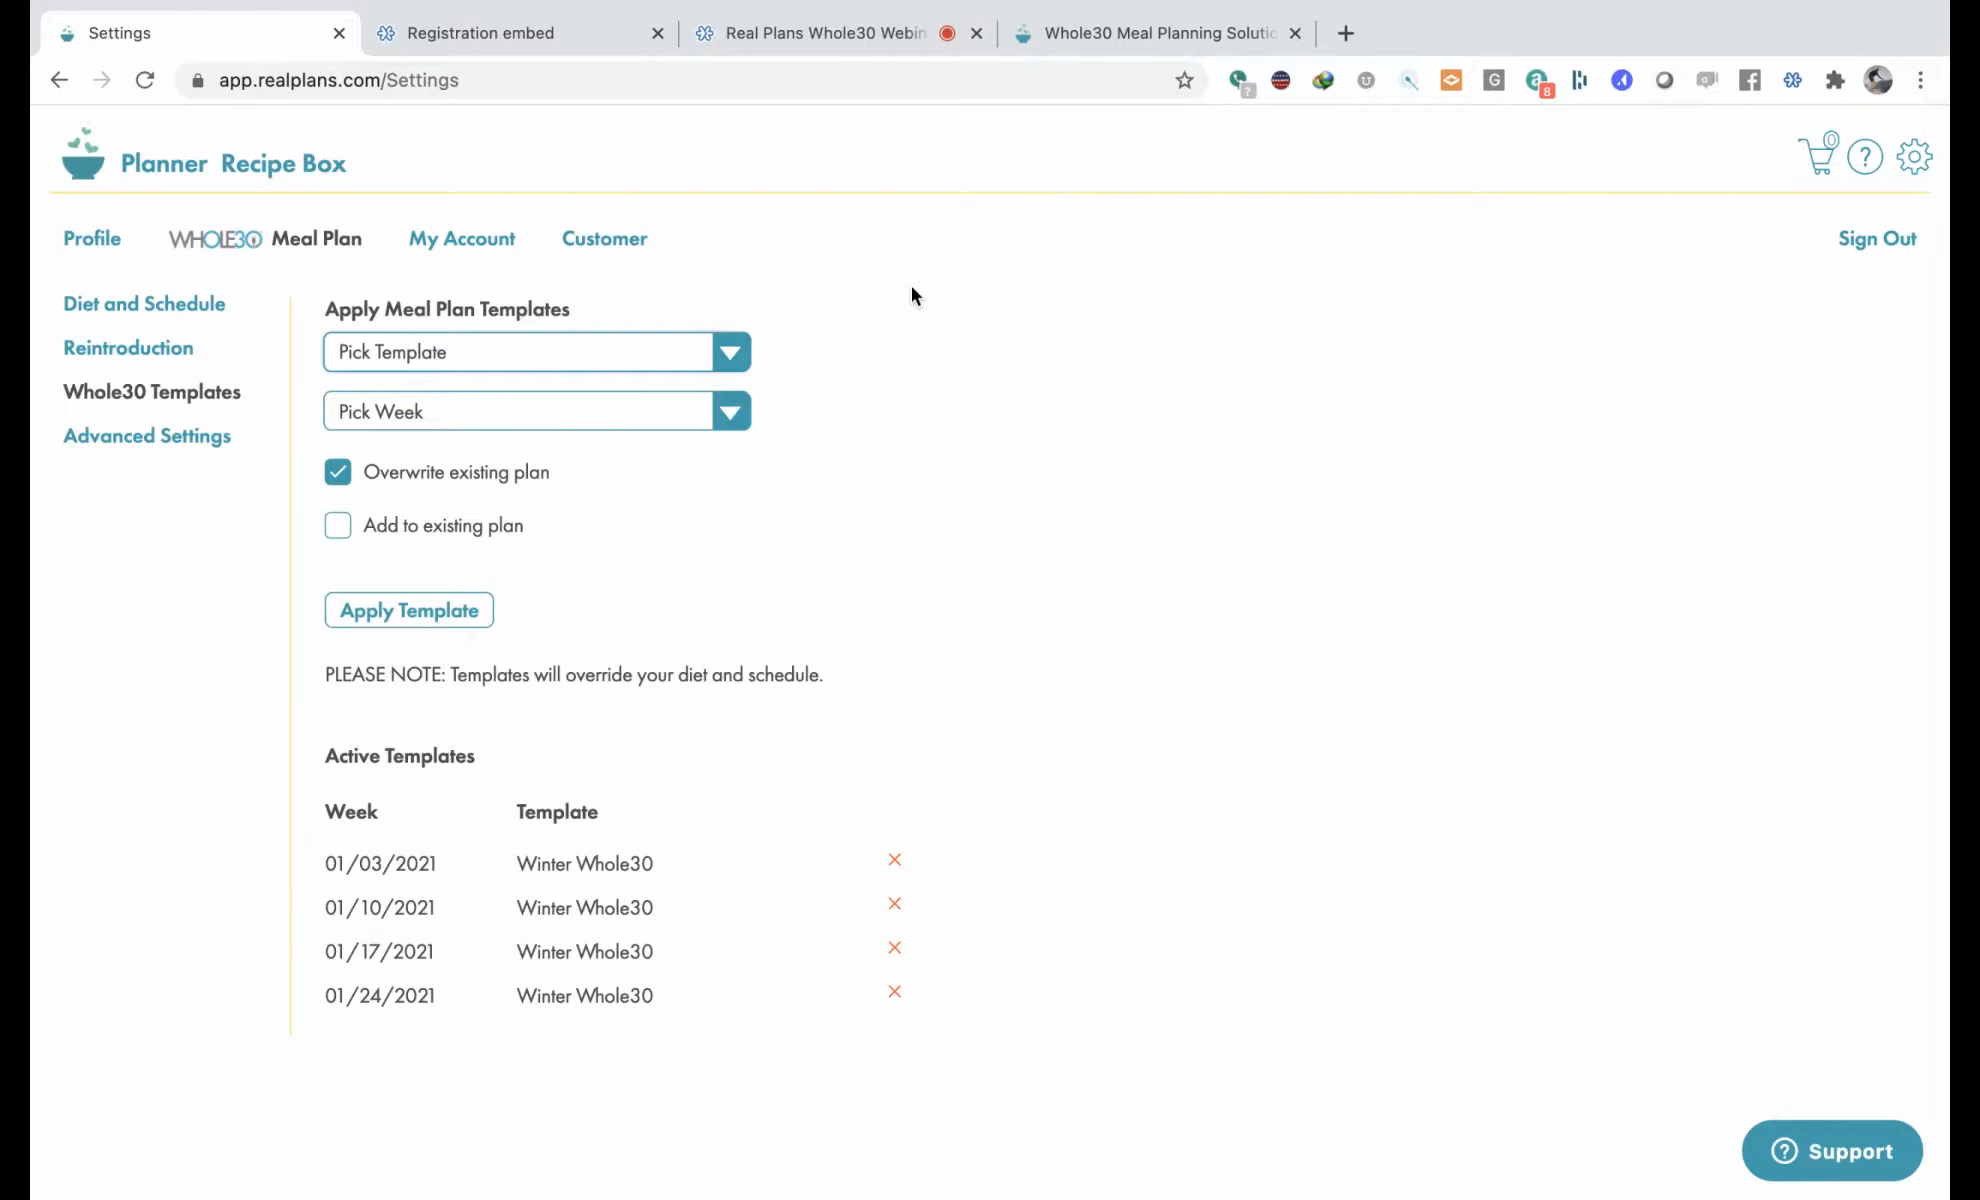 Settings
Registration embed
Real Plans Whole30 Webin
Whole30 Meal Planning Solutio
app.realplans.com/Settings
?
G
8
Planner Recipe Box
0
?
Profile
WHOLE30 Meal Plan
My Account
Customer
Sign Out
Diet and Schedule
Reintroduction
Whole30 Templates
Advanced Settings
Apply Meal Plan Templates
Pick Template
Pick Week
Overwrite existing plan
Add to existing plan
Apply Template
PLEASE NOTE: Templates will override your diet and schedule.
Active Templates
Week Template
01/03/2021 Winter Whole30
01/10/2021 Winter Whole30
01/17/2021 Winter Whole30
01/24/2021 Winter Whole30
? Support